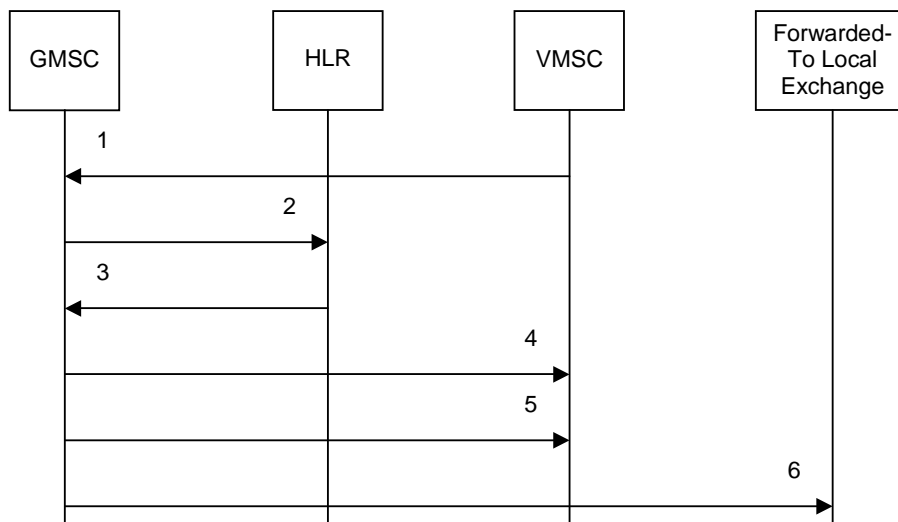 GMSC
HLR
VMSC
Forwarded-
To Local
Exchange
1
2
3
4
5
6